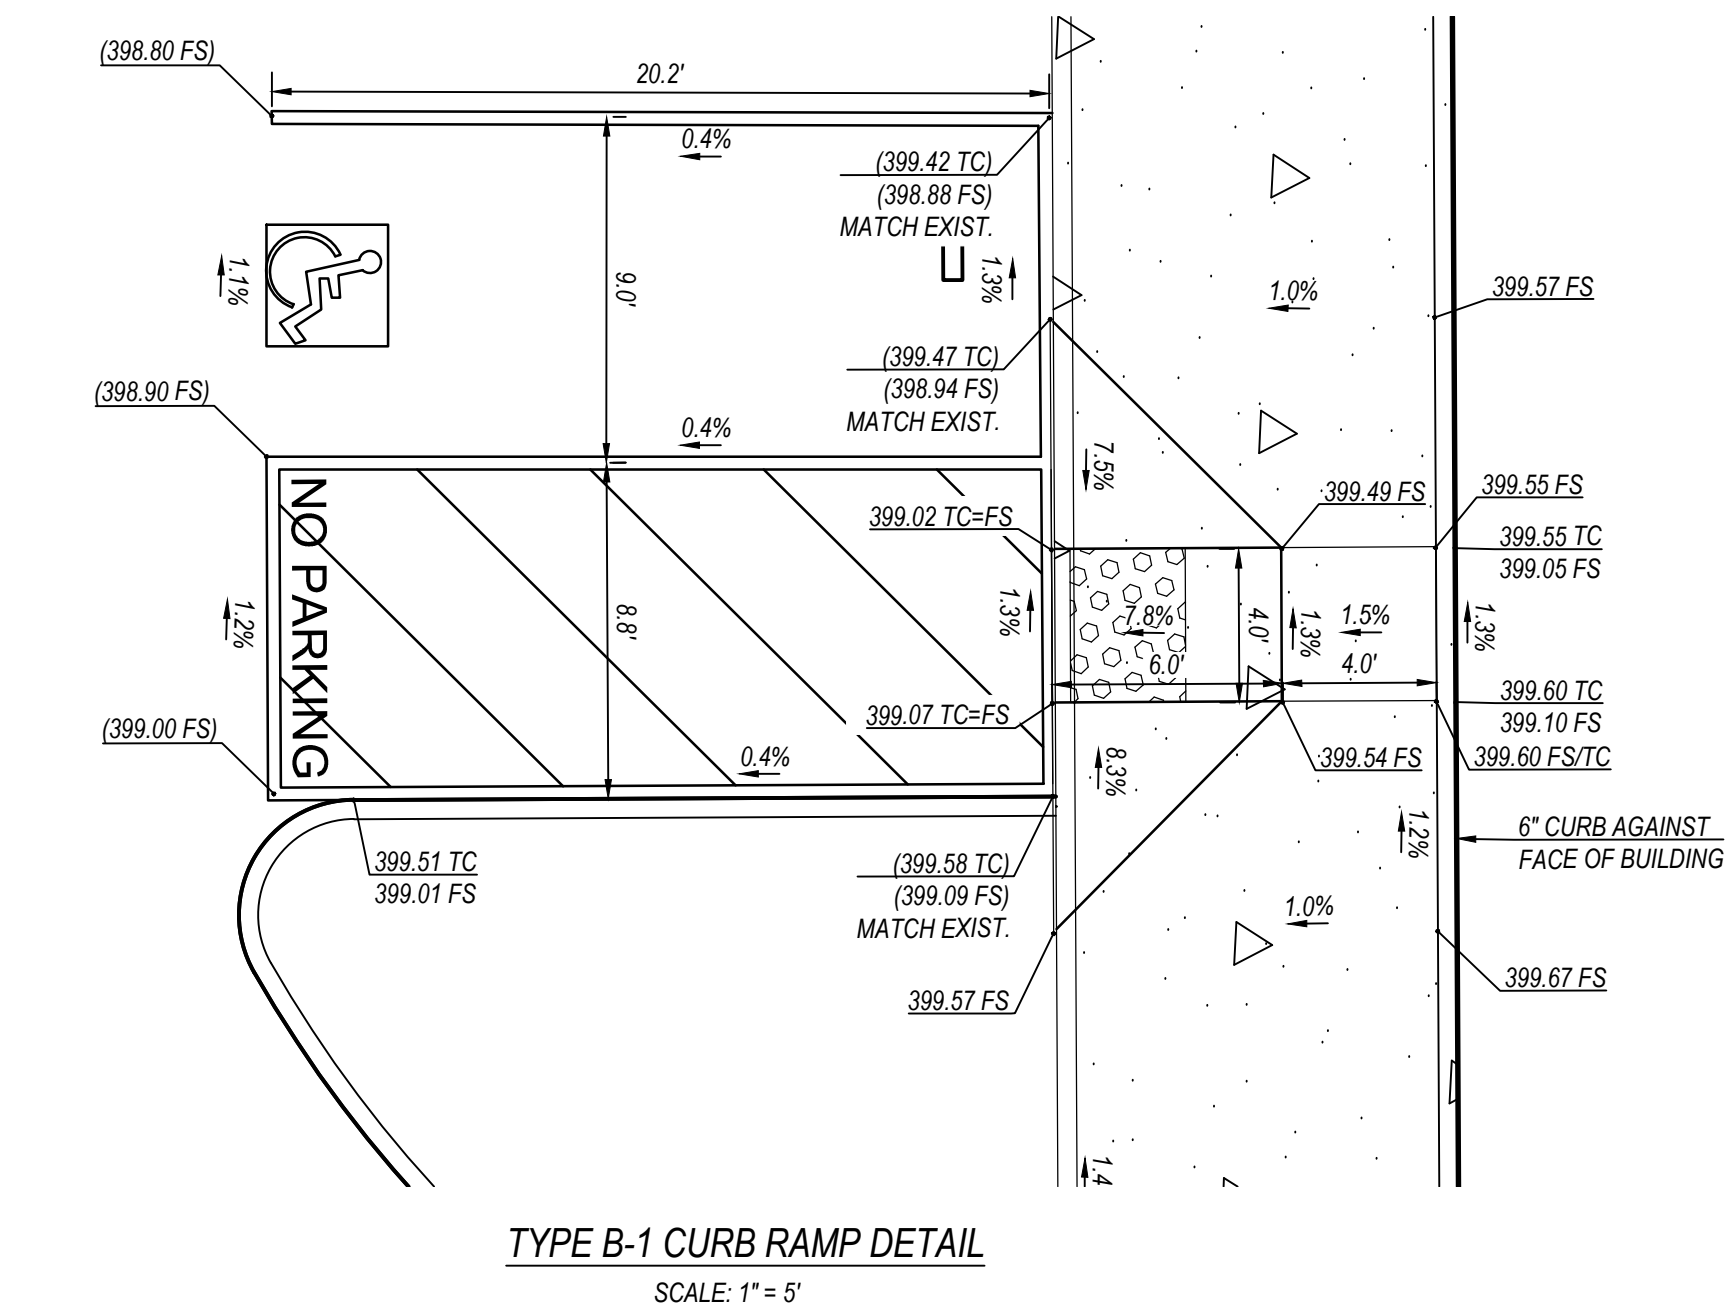 (398.80 FS)
20.2'
0.4%
(399.42 TC)
(398.88 FS)
MATCH EXIST.
1.1%
9.0'
1.3%
1.0%
399.57 FS
(399.47 TC)
(398.94 FS)
MATCH EXIST.
(398.90 FS)
0.4%
7.5%
399.49 FS
399.55 FS
399.02 TC=FS
399.55 TC
399.05 FS
NO PARKING
1.2%
8.8'
1.3%
7.8%
4.0'
1.3%
1.5%
1.3%
6.0'
4.0'
399.60 TC
399.10 FS
399.07 TC=FS
(399.00 FS)
0.4%
8.3%
399.54 FS
399.60 FS/TC
1.2%
6" CURB AGAINST
FACE OF BUILDING
399.51 TC
399.01 FS
(399.58 TC)
(399.09 FS)
MATCH EXIST.
1.0%
399.57 FS
399.67 FS
1.4
TYPE B-1 CURB RAMP DETAIL
SCALE: 1" = 5'